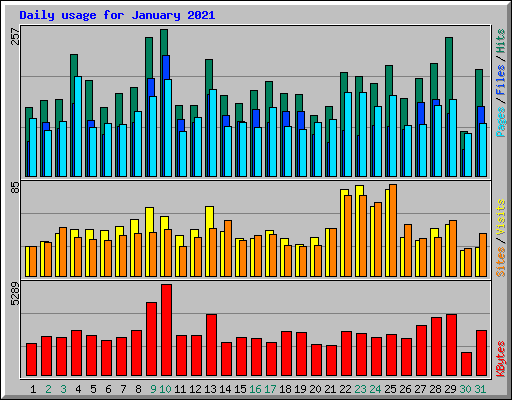 Daily usage for January 2021
257
Pages / Files / Hits
85
Sites / Visits
5289
KBytes
1 2 3 4 5 6 7 8 9 10 11 12 13 14 15 16 17 18 19 20 21 22 23 24 25 26 27 28 29 30 31